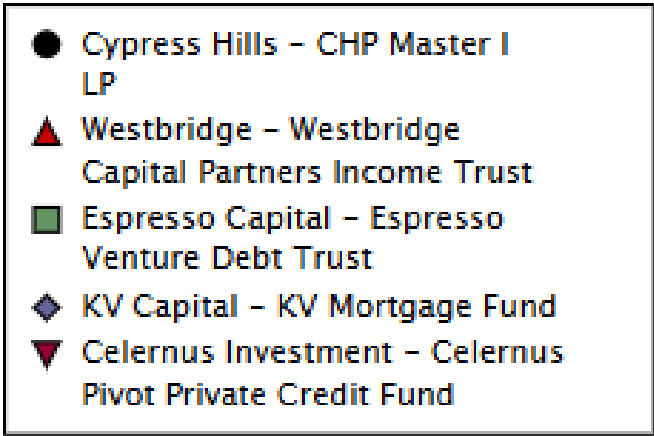 Cypress Hills - CHP Master I
LP
Westbridge - Westbridge
Capital Partners Income Trust
Espresso Capital - Espresso
Venture Debt Trust
KV Capital - KV Mortgage Fund
Celernus Investment - Celernus
Pivot Private Credit Fund